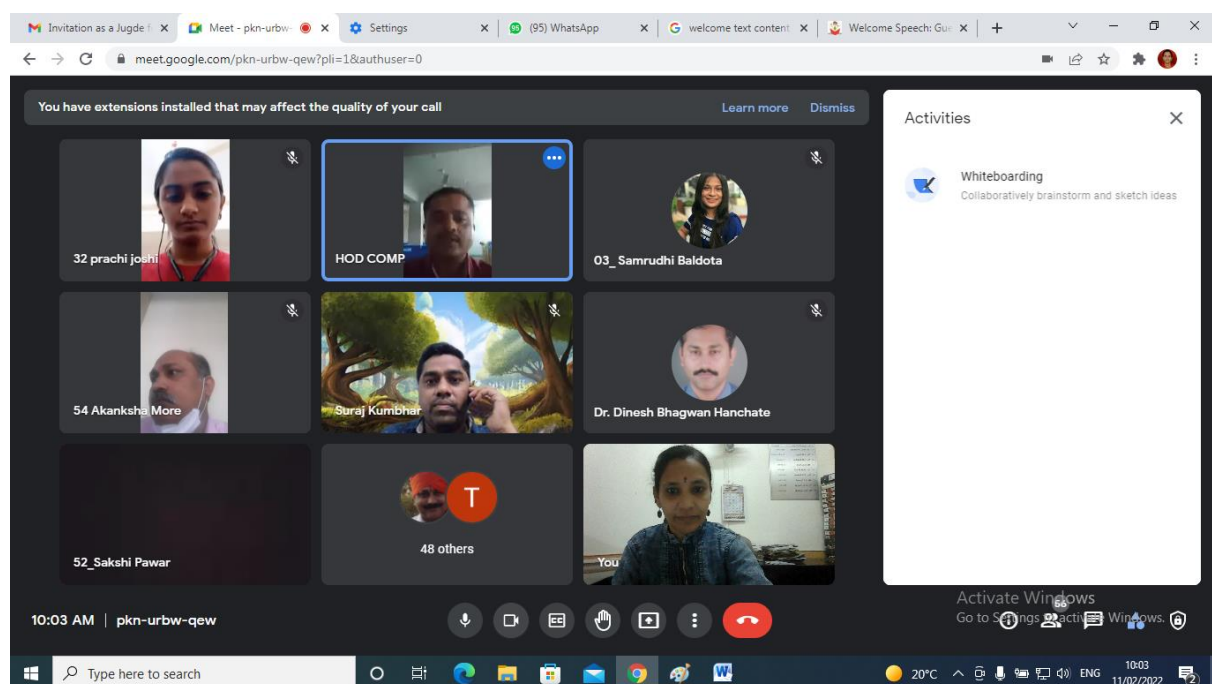 Invitation as a Jugde f
Meet - pkn-urbw-
Settings
(95) WhatsApp
welcome text content
Welcome Speech: Gue
meet.google.com/pkn-urbw-qew?pli=1&authuser=0
You have extensions installed that may affect the quality of your call
Learn more
Dismiss
Activities
Whiteboarding
Collaboratively brainstorm and sketch ideas
32 prachi joshi
HOD COMP
03_ Samrudhi Baldota
54 Akanksha More
Suraj Kumbhar
Dr. Dinesh Bhagwan Hanchate
52_Sakshi Pawar
T
48 others
You
10:03 AM | pkn-urbw-qew
Activate Windows
Go to Settings to activate Windows.
Type here to search
20°C
ENG
10:03
11/02/2022
2